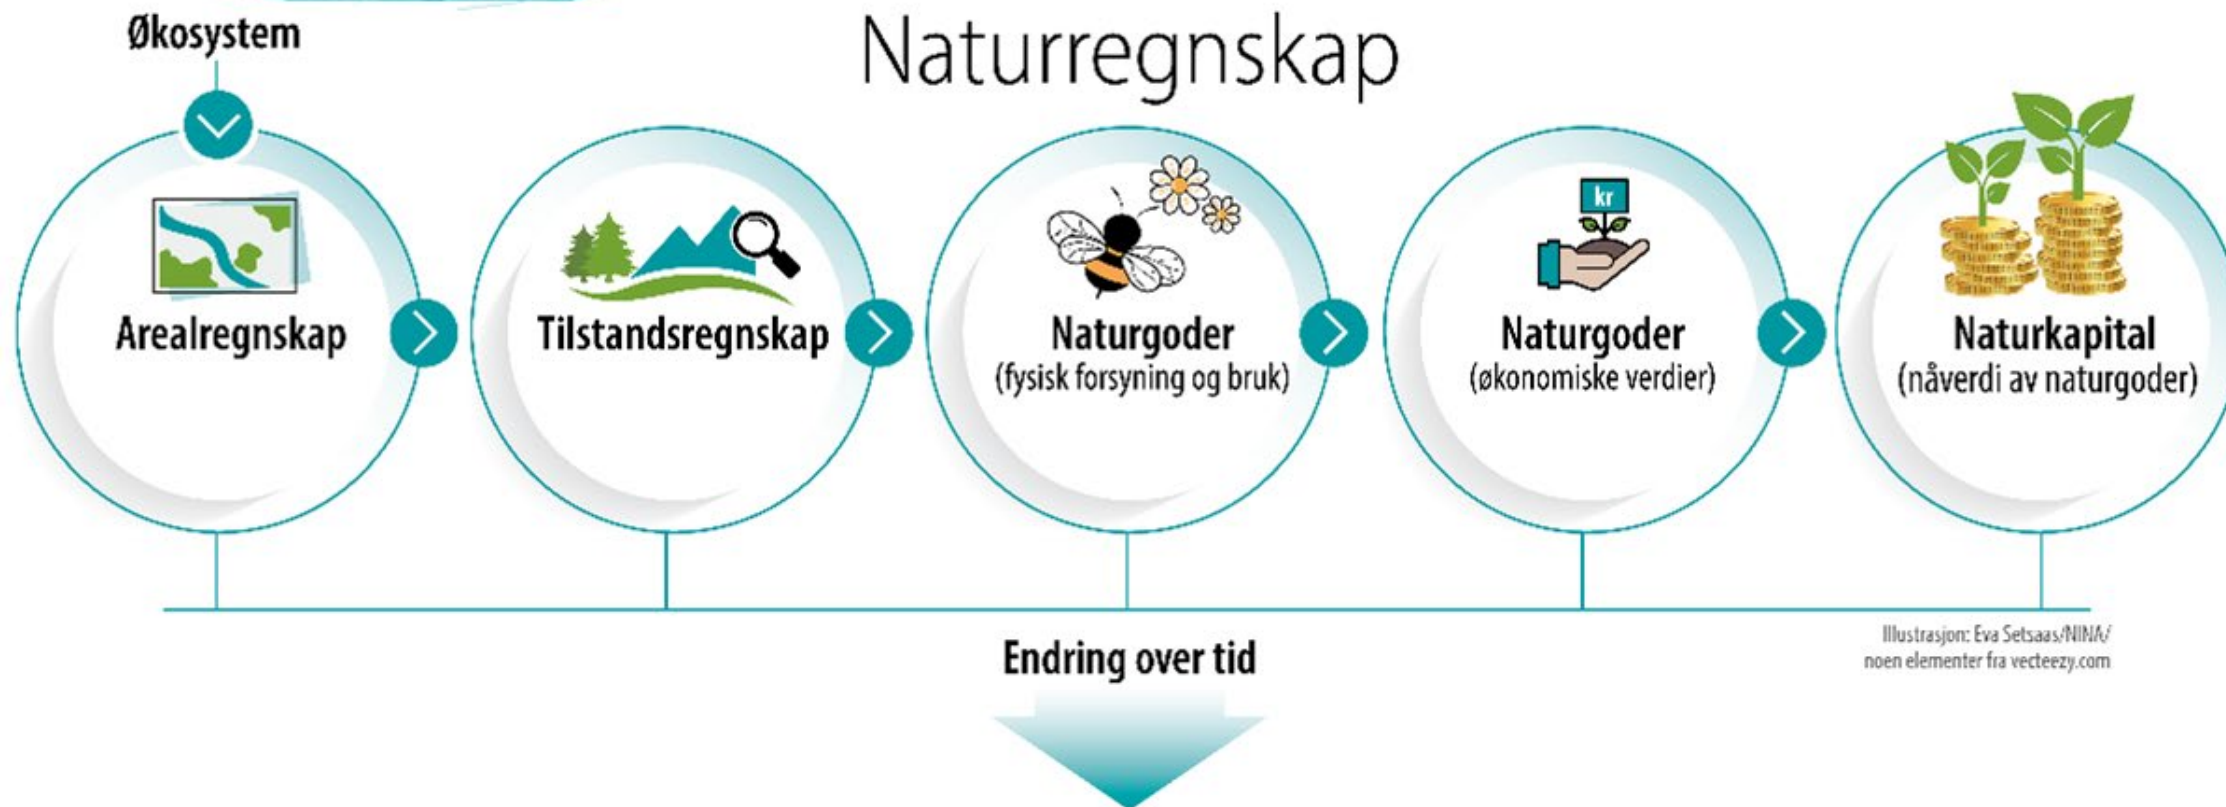 Økosystem
Naturregnskap
kr
Arealregnskap
Tilstandsregnskap
Naturgoder
(fysisk forsyning og bruk)
Naturgoder
(økonomiske verdier)
Naturkapital
(nåverdi av naturgoder)
Endring over tid
Illustrasjon: Eva Setsaas/NINA/
noen elementer fra vecteezy.com